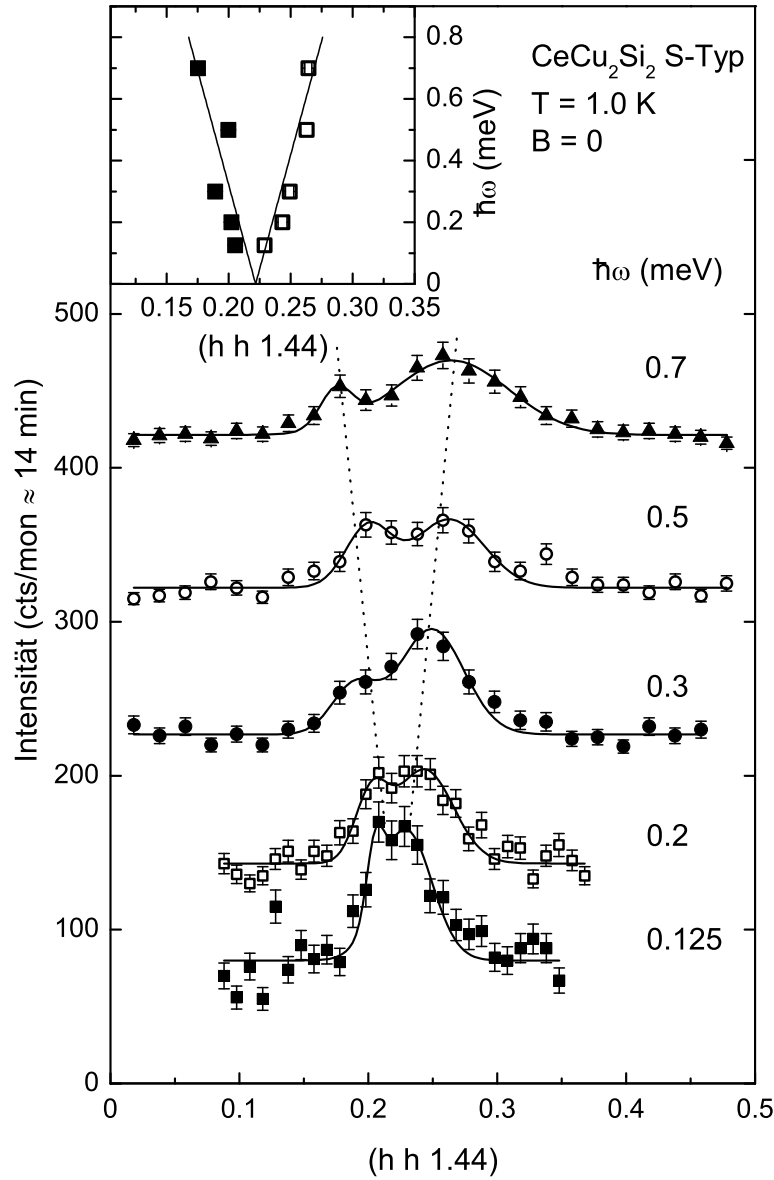 0.8
0.6
0.4
0.2
0
ħω (meV)
0.15 0.20 0.25 0.30 0.35
(h h 1.44)
CeCu₂Si₂ S-Typ
T = 1.0 K
B = 0
ħω (meV)
0.7
0.5
0.3
0.2
0.125
500
400
300
200
100
0
Intensität (cts/mon ≈ 14 min)
0 0.1 0.2 0.3 0.4 0.5
(h h 1.44)